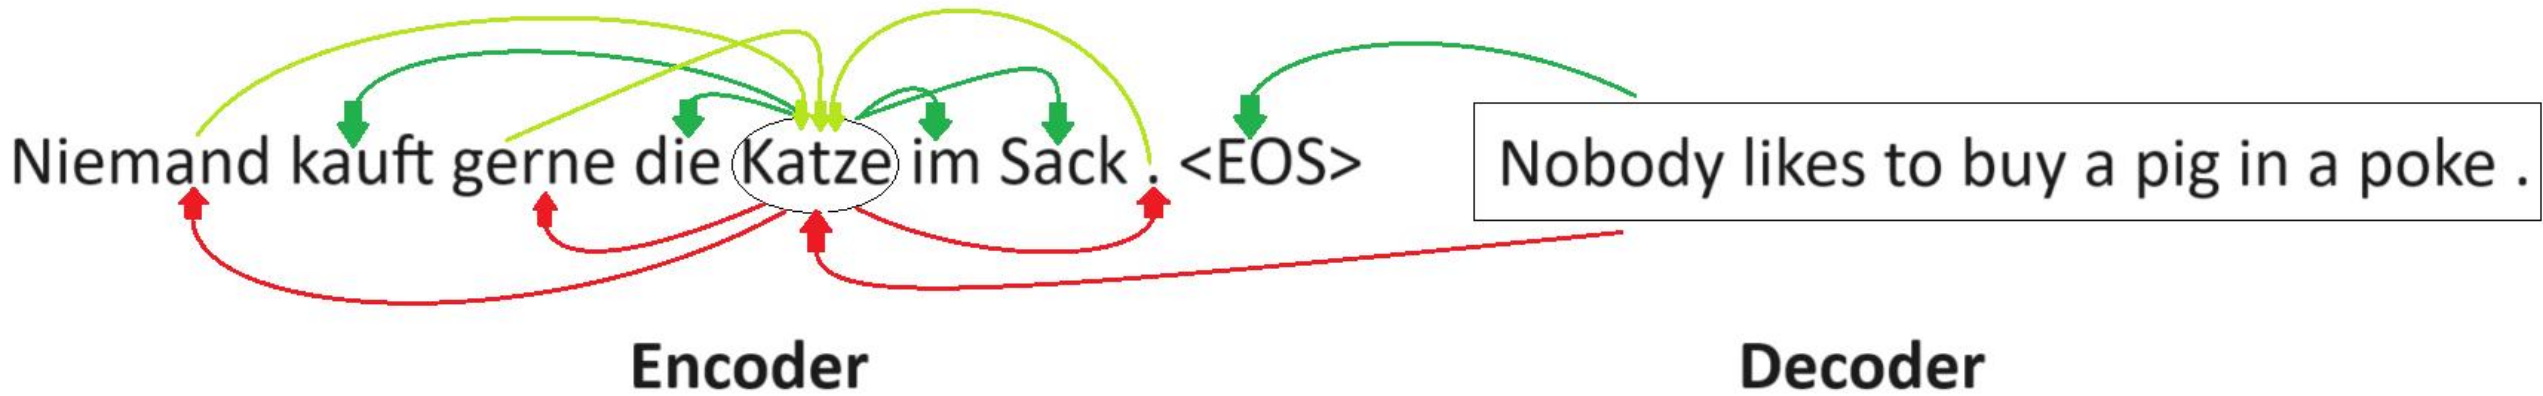 Niemand kauft gerne die Katze im Sack . <EOS> Nobody likes to buy a pig in a poke .
Encoder Decoder